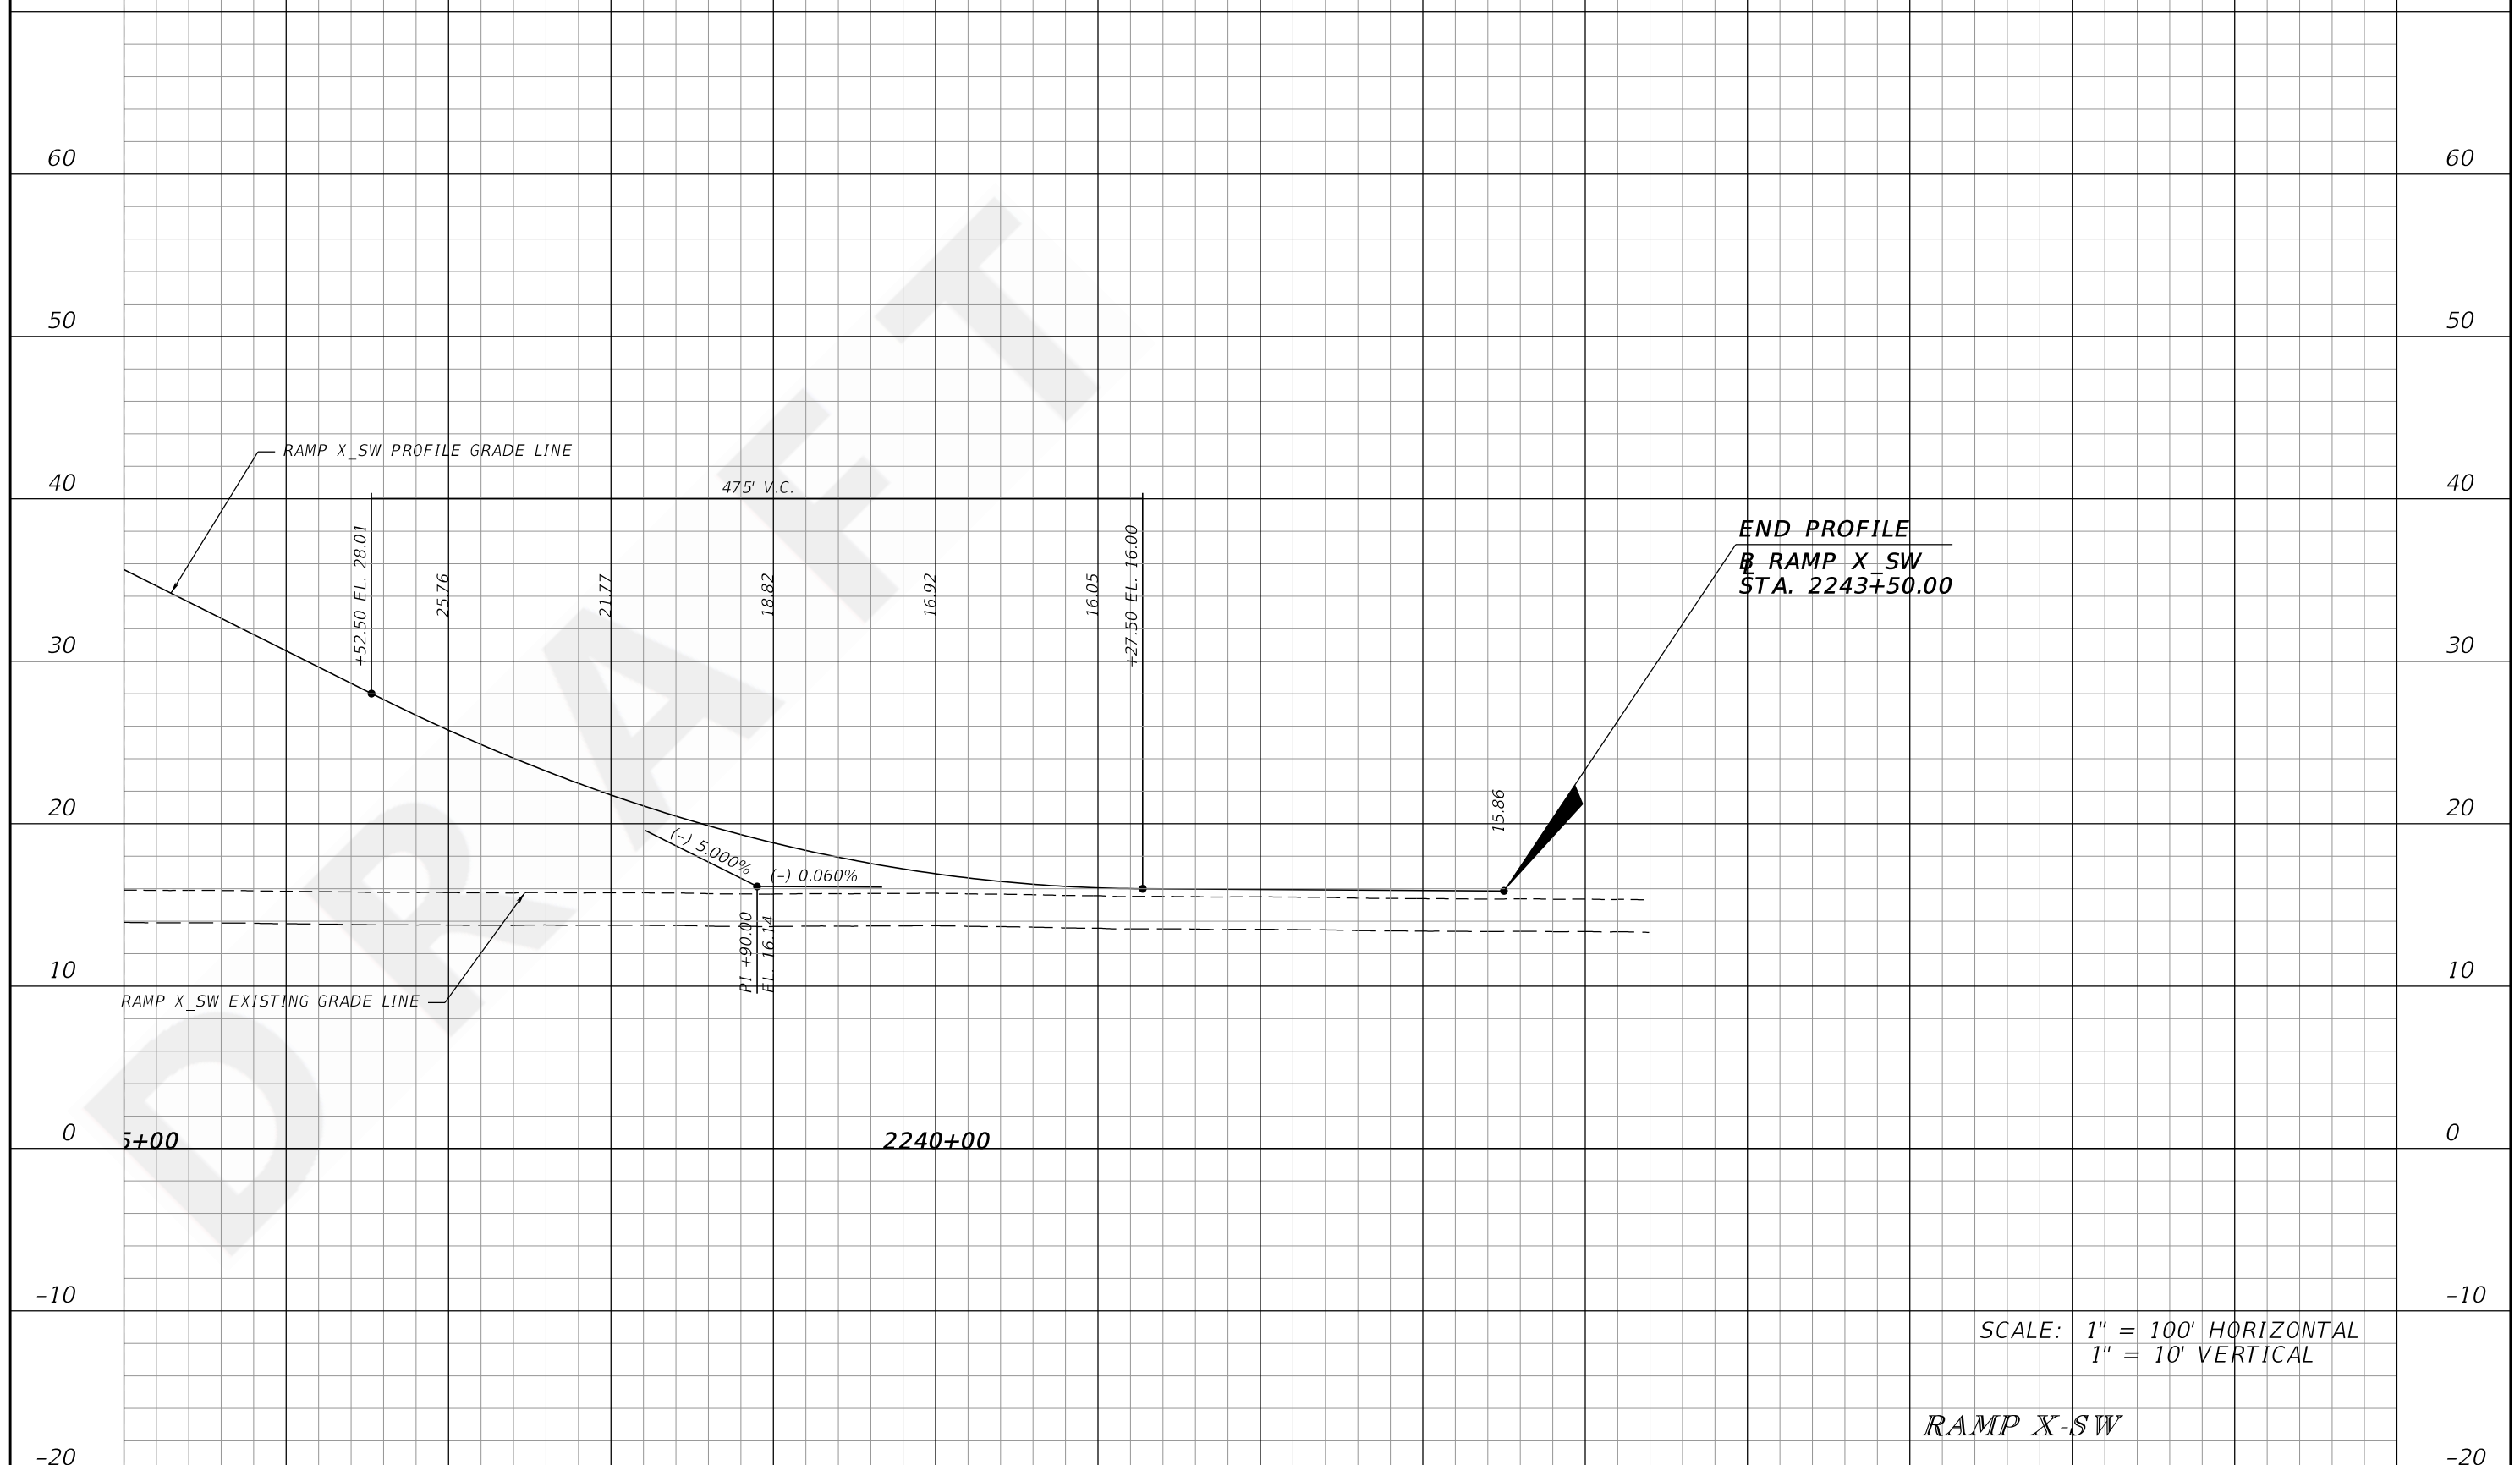 60
60
50
50
RAMP X_SW PROFILE GRADE LINE
40
475' V.C.
40
+52.50 EL. 28.01
25.76
21.77
18.82
16.92
16.05
+27.50 EL. 16.00
END PROFILE
℄ RAMP X_SW
STA. 2243+50.00
30
30
20
15.86
20
(-) 5.000%
(-) 0.060%
PI +90.00
EL. 16.14
10
10
RAMP X_SW EXISTING GRADE LINE
0
5+00
2240+00
0
-10
-10
SCALE: 1" = 100' HORIZONTAL
1" = 10' VERTICAL
RAMP X-SW
-20
-20
DRAFT